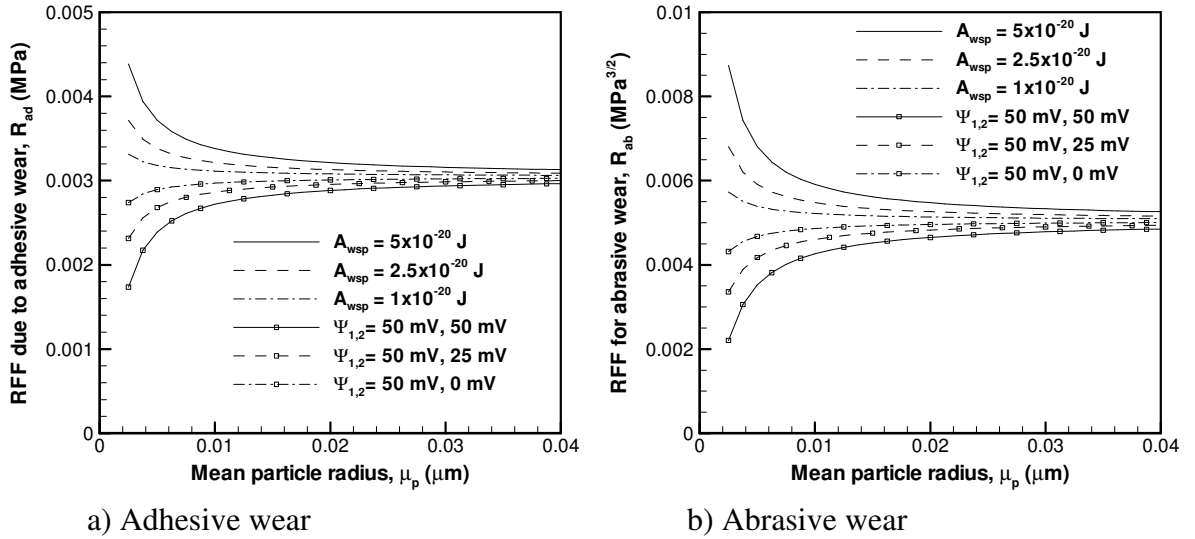 0.005
0.004
0.003
0.002
0.001
0
RFF due to adhesive wear, R_ad (MPa)
A_wsp = 5x10^-20 J
A_wsp = 2.5x10^-20 J
A_wsp = 1x10^-20 J
Ψ_1,2= 50 mV, 50 mV
Ψ_1,2= 50 mV, 25 mV
Ψ_1,2= 50 mV, 0 mV
0 0.01 0.02 0.03 0.04
Mean particle radius, μ_p (μm)
a) Adhesive wear
0.01
0.008
0.006
0.004
0.002
0
RFF for abrasive wear, R_ab (MPa^3/2)
A_wsp = 5x10^-20 J
A_wsp = 2.5x10^-20 J
A_wsp = 1x10^-20 J
Ψ_1,2= 50 mV, 50 mV
Ψ_1,2= 50 mV, 25 mV
Ψ_1,2= 50 mV, 0 mV
0 0.01 0.02 0.03 0.04
Mean particle radius, μ_p (μm)
b) Abrasive wear